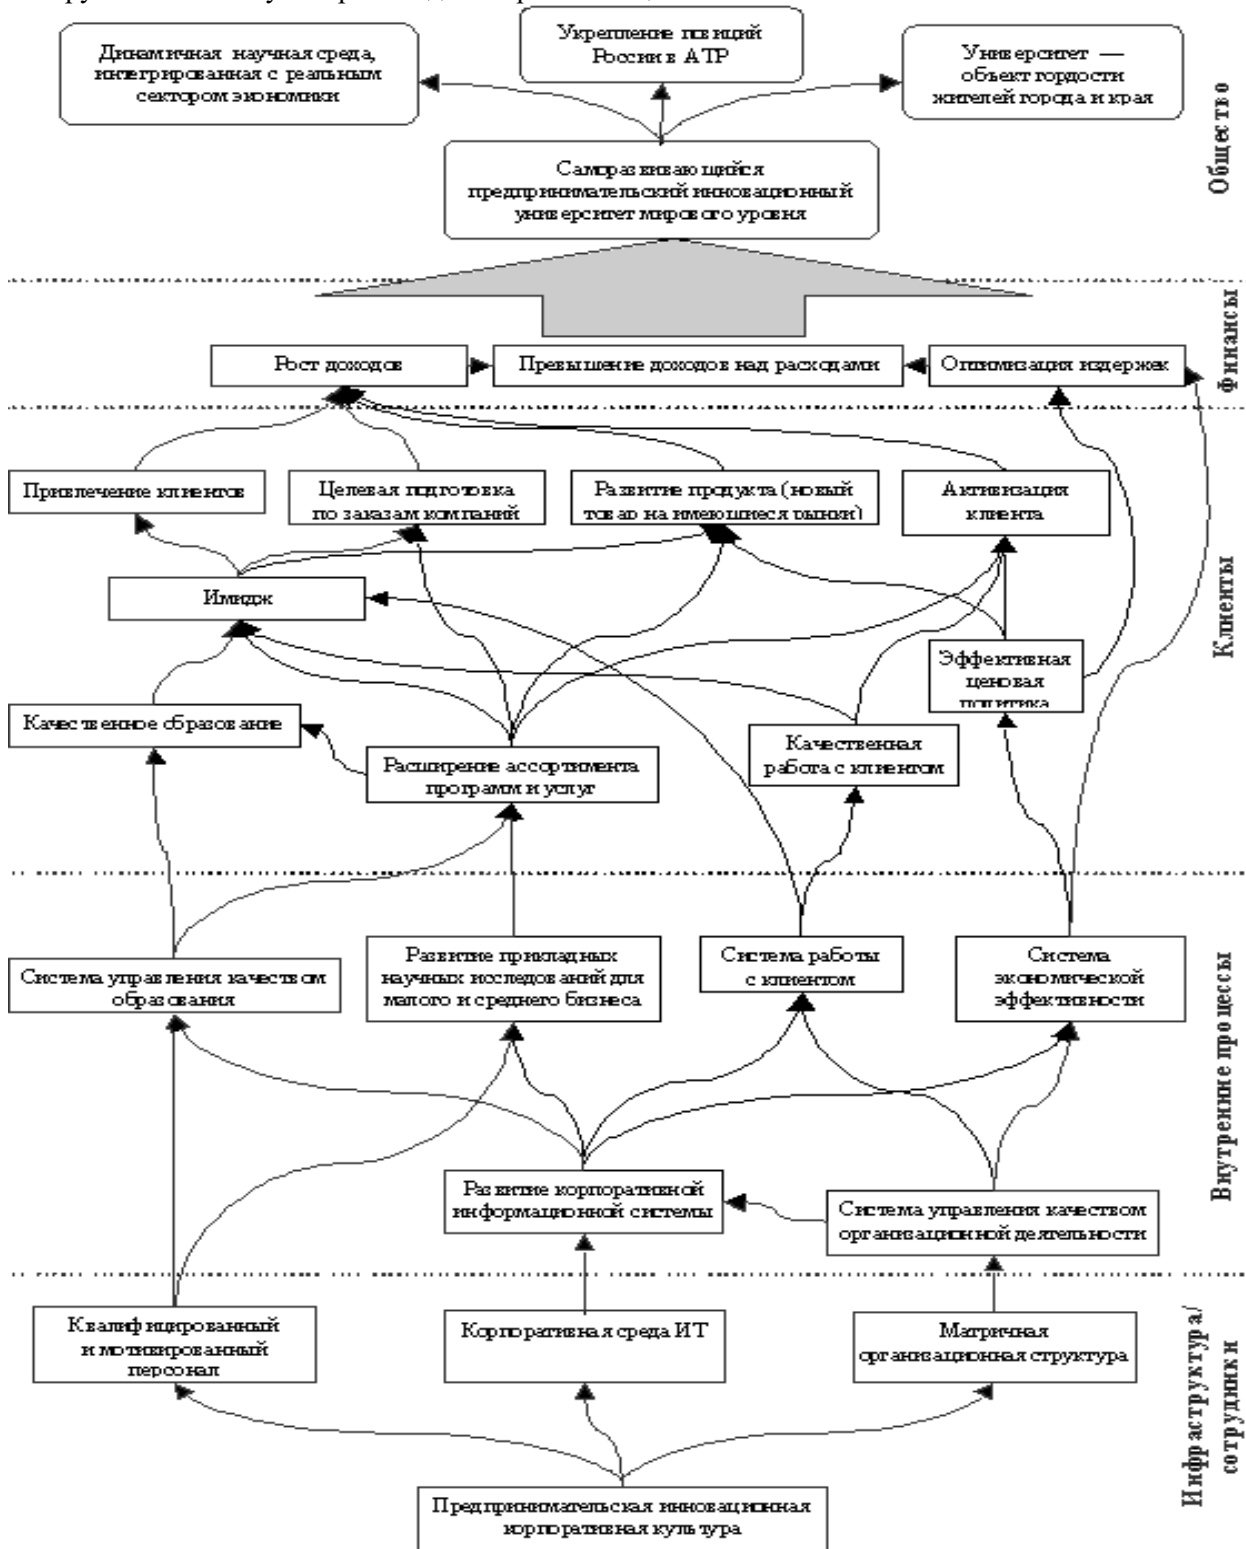 Динамичная научная среда,
интегрированная с реальным
сектором экономики
Укрепление позиций
России в АТР
Университет —
объект гордости
жителей города и края
Общество
Саморазвивающийся
предпринимательский инновационный
университет мирового уровня
Финансы
Рост доходов
Превышение доходов над расходами
Оптимизация издержек
Привлечение клиентов
Целевая подготовка
по заказам компаний
Развитие продукта (новый
товар на имеющиеся рынки)
Активизация
клиента
Клиенты
Имидж
Эффективная
ценовая
политика
Качественное образование
Расширение ассортимента
программ и услуг
Качественная
работа с клиентом
Система управления качеством
образования
Развитие прикладных
научных исследований для
малого и среднего бизнеса
Система работы
с клиентом
Система
экономической
эффективности
Внутренние процессы
Развитие корпоративной
информационной системы
Система управления качеством
организационной деятельности
Квалифицированный
и мотивированный
персонал
Корпоративная среда ИТ
Матричная
организационная структура
Инфраструктура/
сотрудники
Предпринимательская инновационная
корпоративная культура